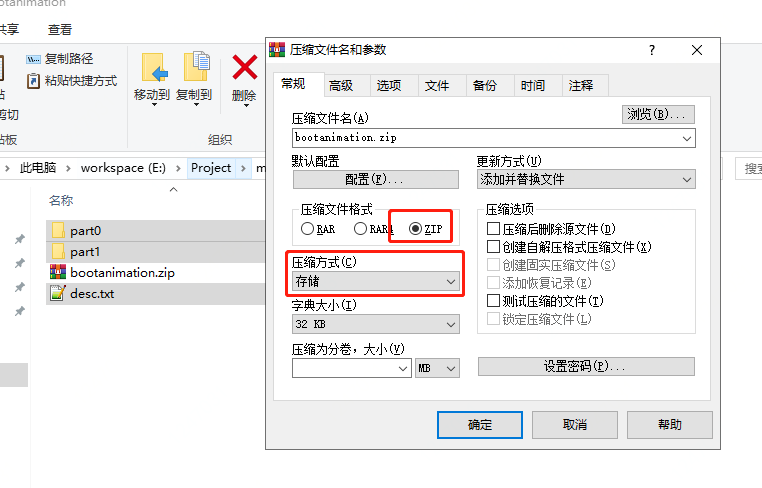 otanimation
共享 查看
复制路径
粘贴快捷方式
贴
剪切
贴板
移动到 复制到 删除
组织
此电脑 workspace (E:) Project m
搜索
名称
part0
part1
bootanimation.zip
desc.txt
压缩文件名和参数
常规 高级 选项 文件 备份 时间 注释
压缩文件名(A) 浏览(B)...
bootanimation.zip
默认配置 更新方式(U)
配置(F)... 添加并替换文件
压缩文件格式 压缩选项
RAR RAR4 ZIP 压缩后删除源文件(D)
创建自解压格式压缩文件(X)
压缩方式(C) 创建固实压缩文件(S)
存储 添加恢复记录(E)
字典大小(I) 测试压缩的文件(T)
32 KB 锁定压缩文件(L)
压缩为分卷，大小(V)
MB 设置密码(P)...
确定 取消 帮助